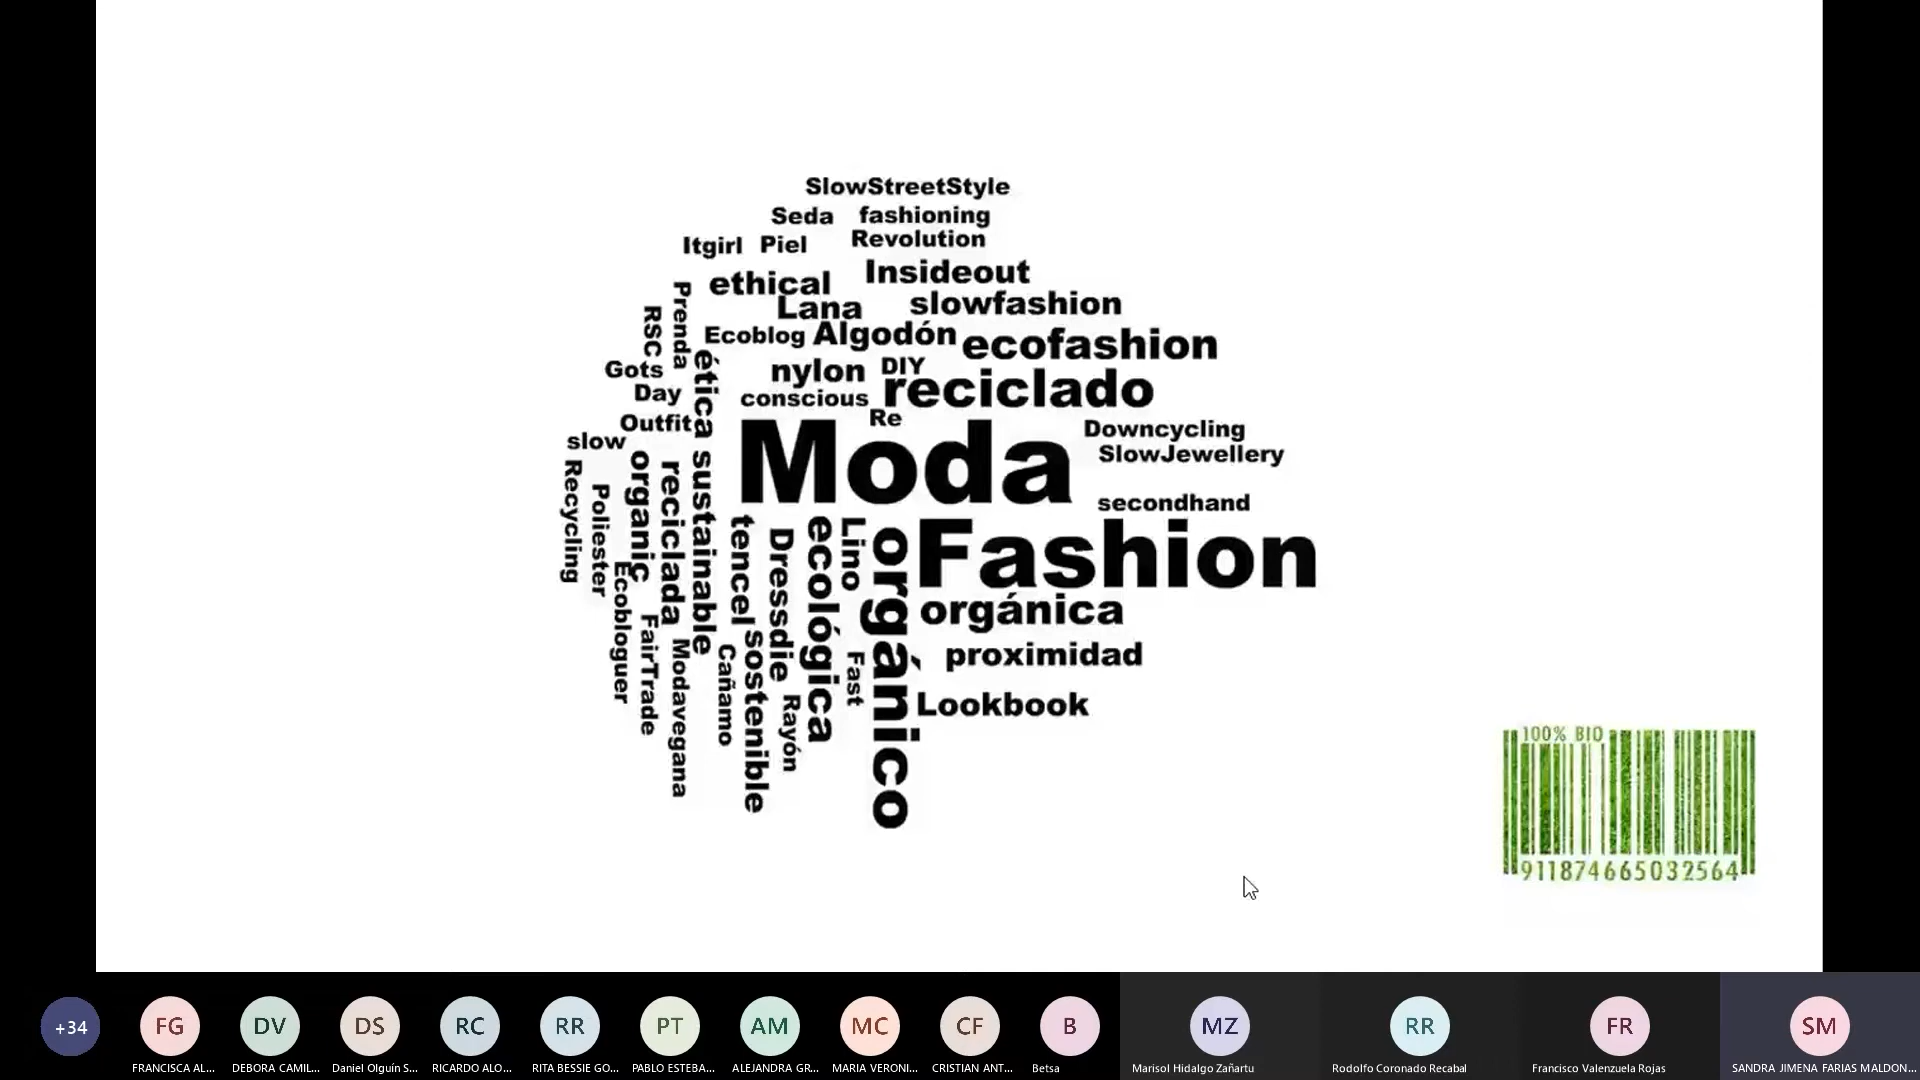 SlowStreetStyle
Seda fashioning
Itgirl Piel Revolution
ethical Insideout
Lana slowfashion
Prenda
RSC
Ecoblog Algodón ecofashion
Gots nylon DIY reciclado
Day conscious
Re
Outfit
slow
ética
Moda
Downcycling
SlowJewellery
secondhand
Fashion
orgánica
proximidad
Lookbook
Recycling
Poliester
organic
reciclada
sustainable
tencel
Dressdie
ecológica
Lino
orgánico
Ecobloguer
FairTrade
Modavegana
Cañamo
sostenible
Rayón
Fast
100% BIO
911874665032564
+34 FG DV DS RC RR PT AM MC CF B MZ RR FR SM
FRANCISCA AL... DEBORA CAMIL... Daniel Olguín S... RICARDO ALO... RITA BESSIE GO... PABLO ESTEBA... ALEJANDRA GR... MARIA VERONI... CRISTIAN ANT... Betsa Marisol Hidalgo Zañartu Rodolfo Coronado Recabal Francisco Valenzuela Rojas SANDRA JIMENA FARIAS MALDON...